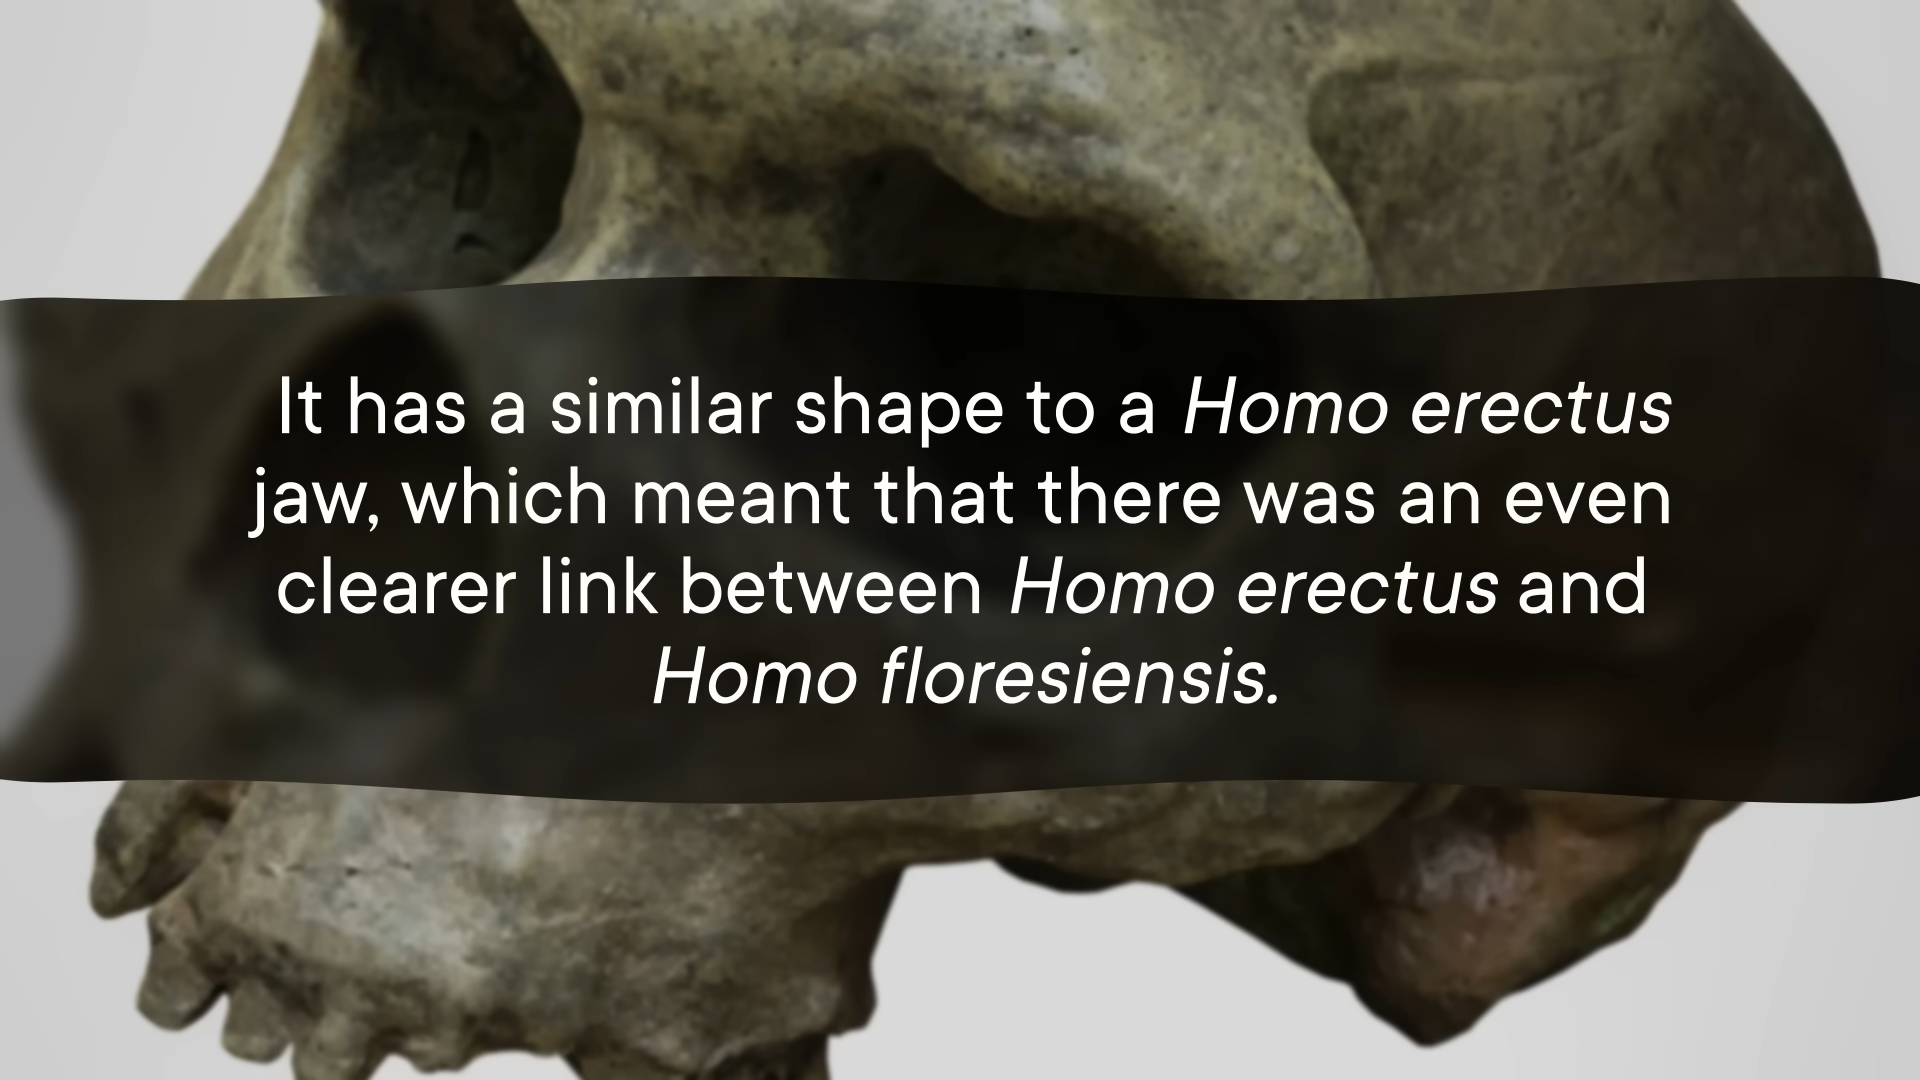 It has a similar shape to a Homo erectus
jaw, which meant that there was an even
clearer link between Homo erectus and
Homo floresiensis.